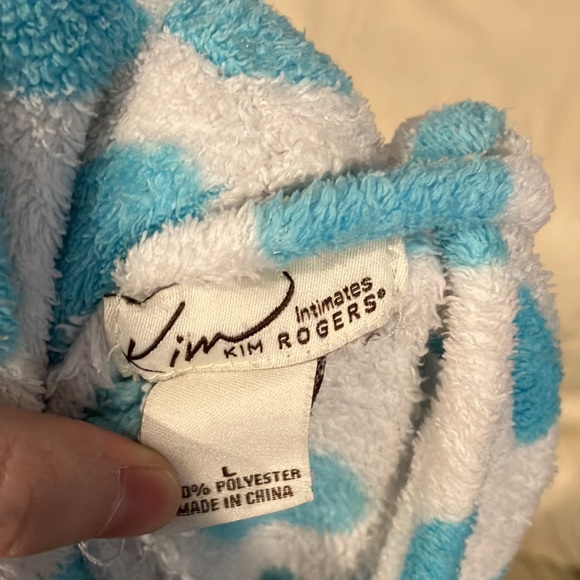 Kim
Intimates
KIM ROGERS®
L
0% POLYESTER
MADE IN CHINA